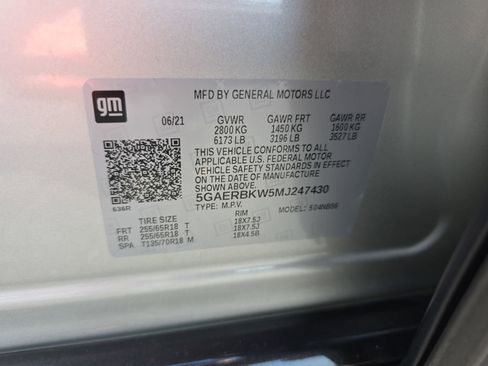 gm
MFD BY GENERAL MOTORS LLC
06/21 GVWR GAWR FRT GAWR RR
2800 KG 1450 KG 1600 KG
6173 LB 3196 LB 3527 LB
THIS VEHICLE CONFORMS TO ALL
APPLICABLE U.S. FEDERAL MOTOR
VEHICLE SAFETY STANDARDS IN EFFECT
ON THE DATE OF MANUFACTURE
SHOWN ABOVE.
5GAERBKW5MJ247430
TYPE: M.P.V. MODEL:
636R
TIRE SIZE RIM
FRT 255/65R18 T 18X7.5J
RR 255/65R18 T 18X7.5J
SPA T135/70R18 M 18X4.5B